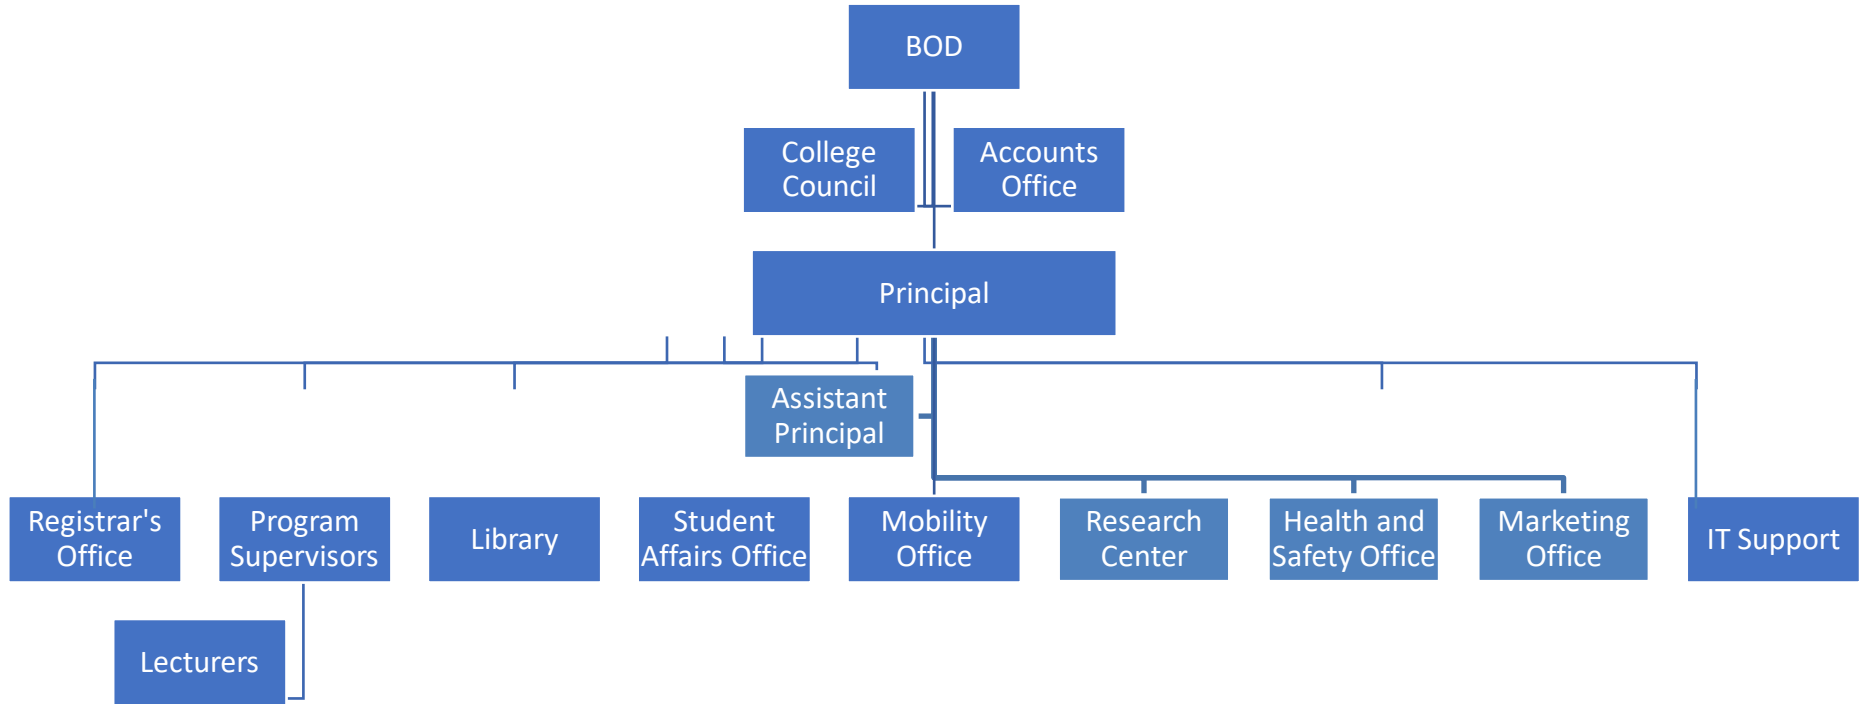 BOD
College
Council
Accounts
Office
Principal
Assistant
Principal
Registrar's
Office
Program
Supervisors
Library
Student
Affairs Office
Mobility
Office
Research
Center
Health and
Safety Office
Marketing
Office
IT Support
Lecturers